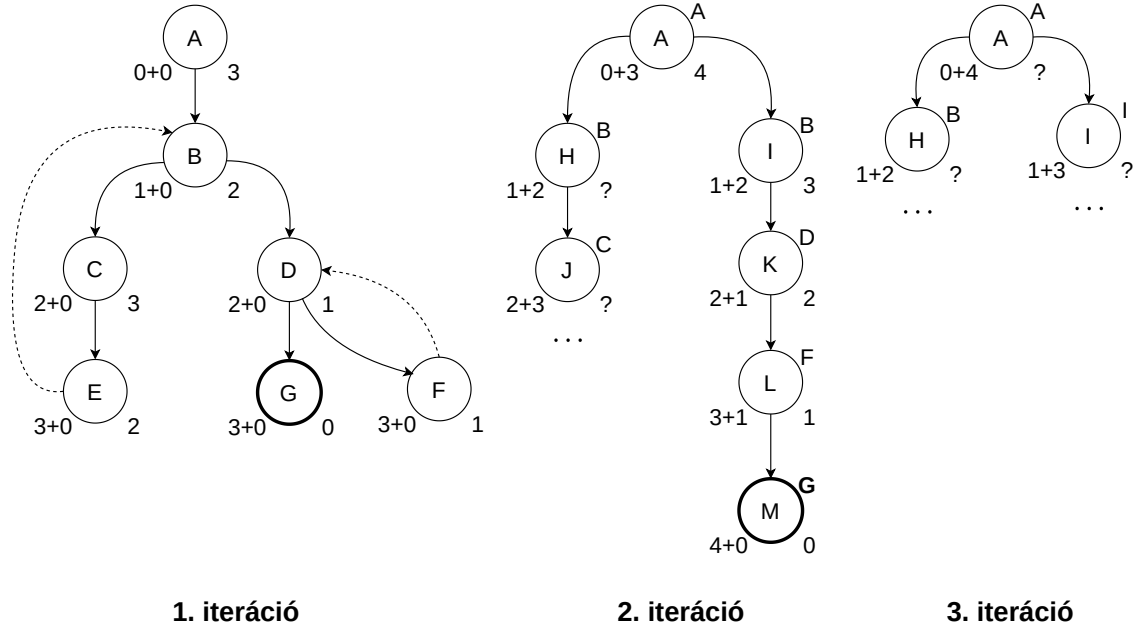 A
0+0 3
B
1+0 2
C
2+0 3
D
2+0 1
E
3+0 2
G
3+0 0
F
3+0 1
1. iteráció
A
A
0+3 4
B
H
1+2 ?
C
J
2+3 ?
...
B
I
1+2 3
D
K
2+1 2
F
L
3+1 1
G
M
4+0 0
2. iteráció
A
A
0+4 ?
B
H
1+2 ?
...
I
I
1+3 ?
...
3. iteráció